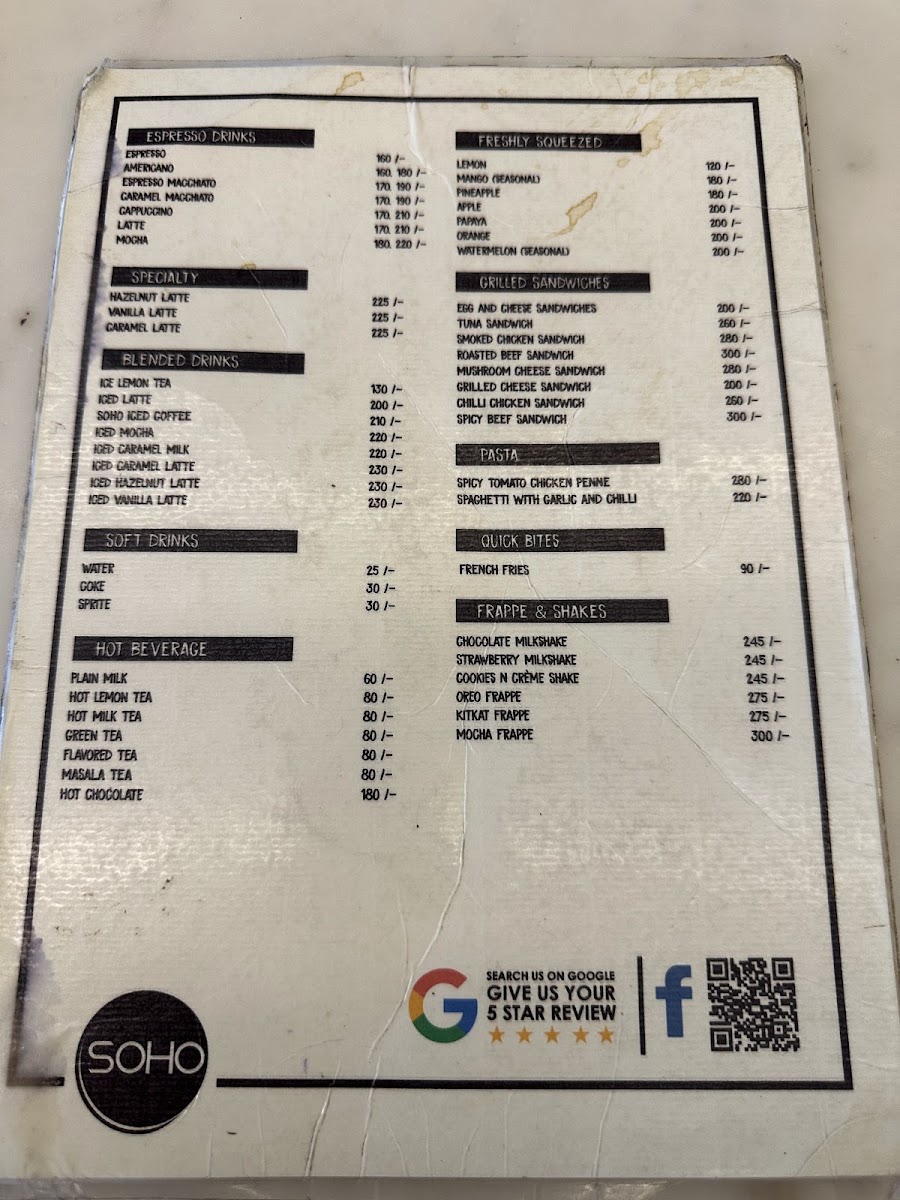 ESPRESSO DRINKS
ESPRESSO 160 /-
AMERICANO 160. 180 /-
ESPRESSO MACCHIATO 170. 190 /-
CARAMEL MACCHIATO 170. 190 /-
CAPPUCCINO 170. 210 /-
LATTE 170. 210 /-
MOCHA 180. 220 /-
SPECIALTY
HAZELNUT LATTE 225 /-
VANILLA LATTE 225 /-
CARAMEL LATTE 225 /-
BLENDED DRINKS
ICE LEMON TEA 130 /-
ICED LATTE 200 /-
SOHO ICED COFFEE 210 /-
ICED MOCHA 220 /-
ICED CARAMEL MILK 220 /-
ICED CARAMEL LATTE 230 /-
ICED HAZELNUT LATTE 230 /-
ICED VANILLA LATTE 230 /-
SOFT DRINKS
WATER 25 /-
COKE 30 /-
SPRITE 30 /-
HOT BEVERAGE
PLAIN MILK 60 /-
HOT LEMON TEA 80 /-
HOT MILK TEA 80 /-
GREEN TEA 80 /-
FLAVORED TEA 80 /-
MASALA TEA 80 /-
HOT CHOCOLATE 180 /-
FRESHLY SQUEEZED
LEMON 120 /-
MANGO (SEASONAL) 180 /-
PINEAPPLE 180 /-
APPLE 200 /-
PAPAYA 200 /-
ORANGE 200 /-
WATERMELON (SEASONAL) 200 /-
GRILLED SANDWICHES
EGG AND CHEESE SANDWICHES 200 /-
TUNA SANDWICH 260 /-
SMOKED CHICKEN SANDWICH 280 /-
ROASTED BEEF SANDWICH 300 /-
MUSHROOM CHEESE SANDWICH 280 /-
GRILLED CHEESE SANDWICH 200 /-
CHILLI CHICKEN SANDWICH 260 /-
SPICY BEEF SANDWICH 300 /-
PASTA
SPICY TOMATO CHICKEN PENNE 280 /-
SPAGHETTI WITH GARLIC AND CHILLI 220 /-
QUICK BITES
FRENCH FRIES 90 /-
FRAPPE & SHAKES
CHOCOLATE MILKSHAKE 245 /-
STRAWBERRY MILKSHAKE 245 /-
COOKIES N CRÈME SHAKE 245 /-
OREO FRAPPE 275 /-
KITKAT FRAPPE 275 /-
MOCHA FRAPPE 300 /-
SOHO
SEARCH US ON GOOGLE
GIVE US YOUR
5 STAR REVIEW